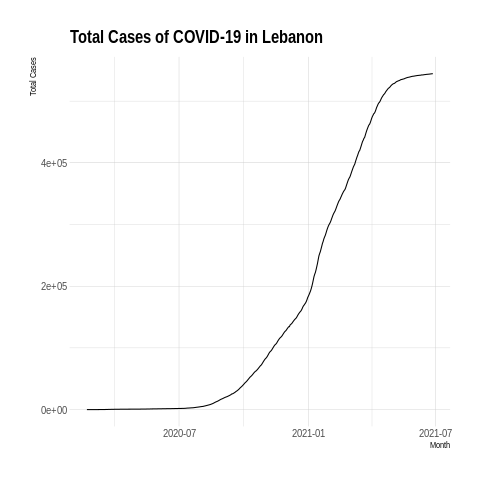 Total Cases of COVID-19 in Lebanon
Total Cases
4e+05
2e+05
0e+00
2020-07
2021-01
2021-07
Month